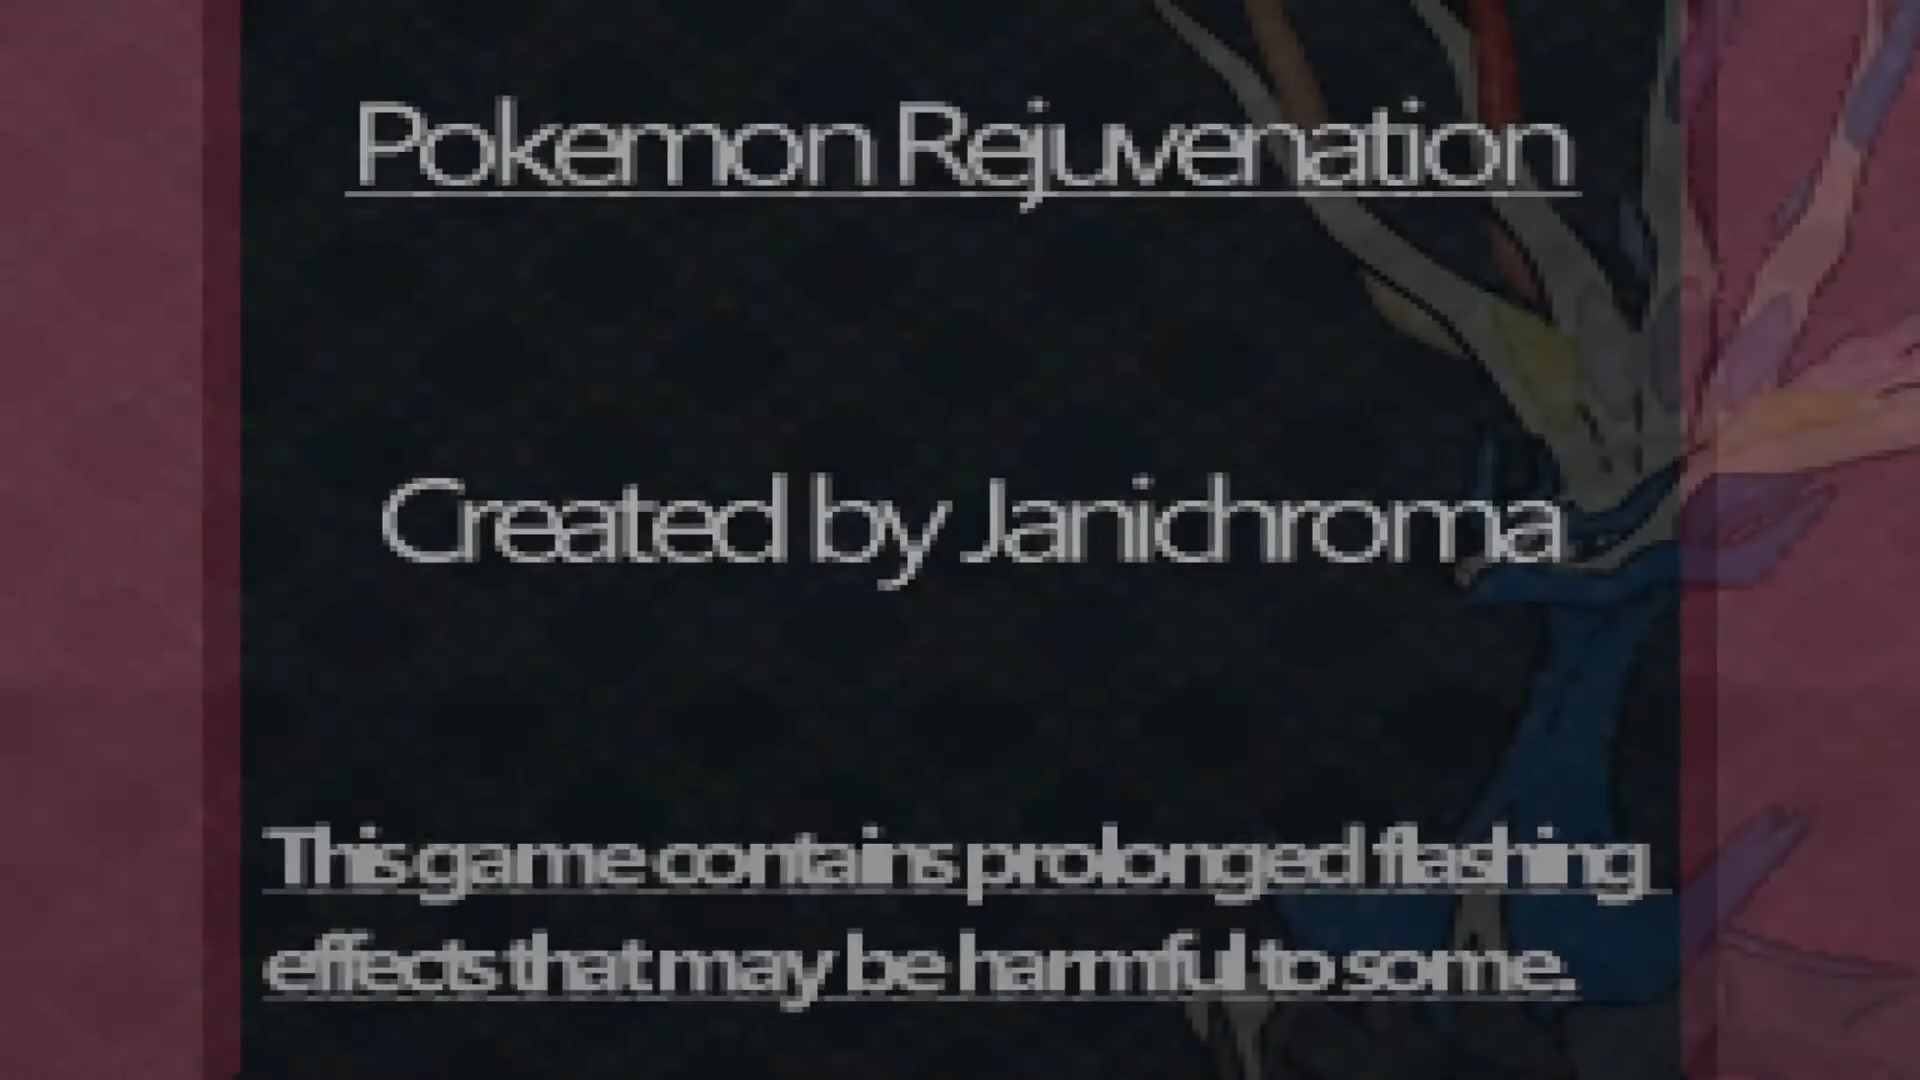 Pokemon Rejuvenation
Created by Janichroma
This game contains prolonged flashing
effects that may be harmful to some.